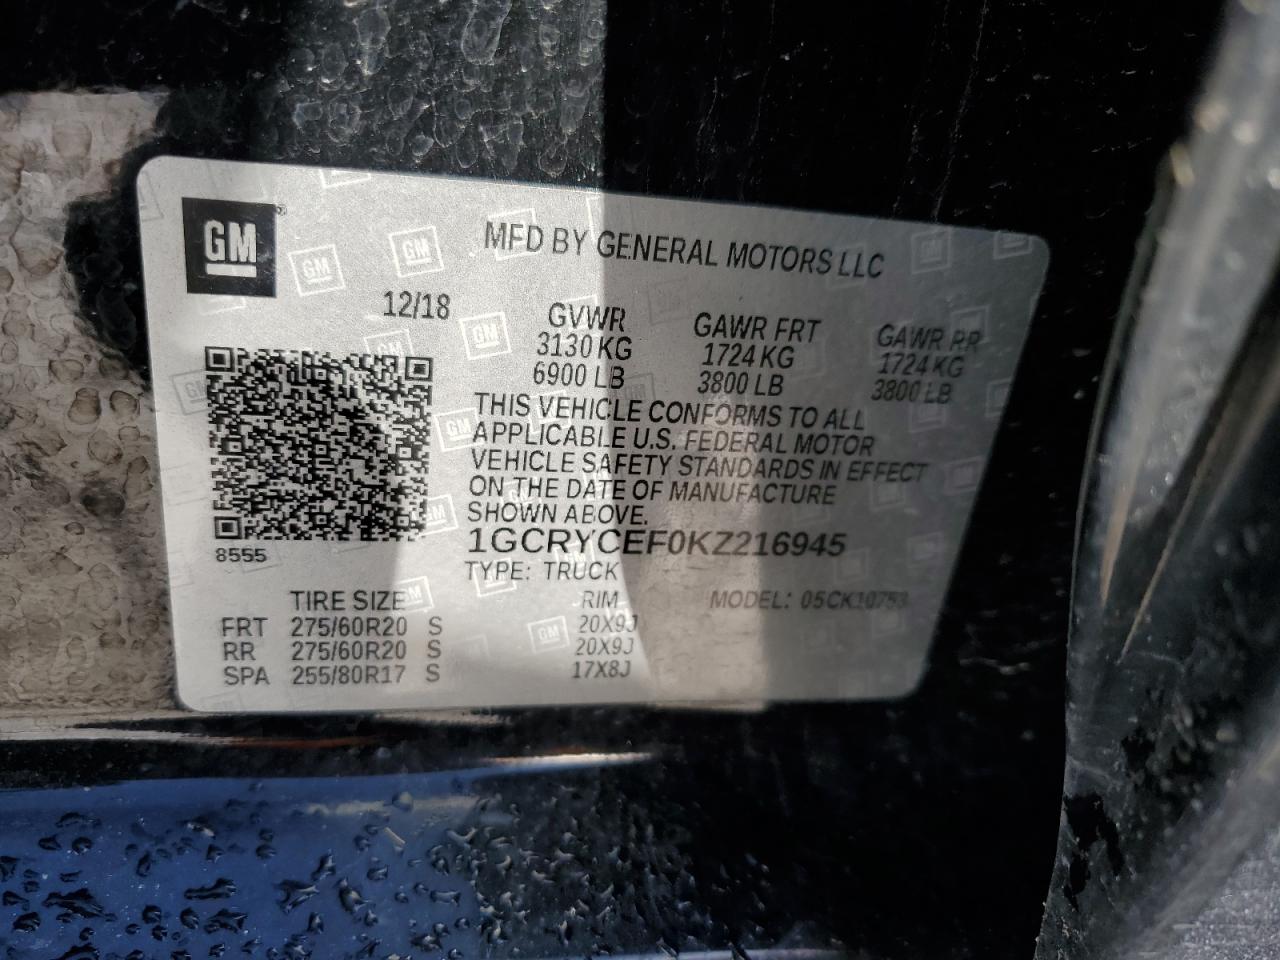 GM
MFD BY GENERAL MOTORS LLC
12/18
GVWR GAWR FRT GAWR RR
3130 KG 1724 KG 1724 KG
6900 LB 3800 LB 3800 LB
THIS VEHICLE CONFORMS TO ALL
APPLICABLE U.S. FEDERAL MOTOR
VEHICLE SAFETY STANDARDS IN EFFECT
ON THE DATE OF MANUFACTURE
SHOWN ABOVE.
8555
1GCRYCEF0KZ216945
TYPE: TRUCK
TIRE SIZE RIM MODEL: 05CK10753
FRT 275/60R20 S 20X9J
RR 275/60R20 S 20X9J
SPA 255/80R17 S 17X8J